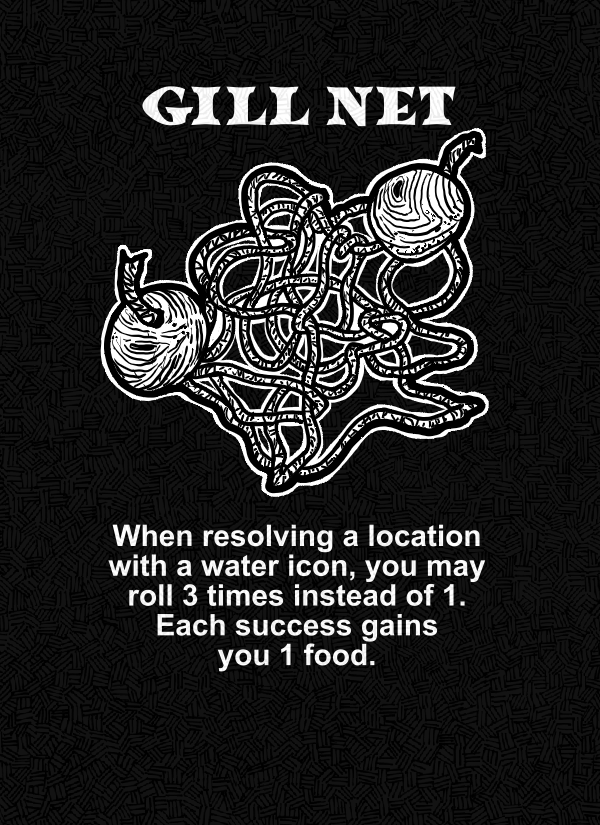 GILL NET
When resolving a location
with a water icon, you may
roll 3 times instead of 1.
Each success gains
you 1 food.